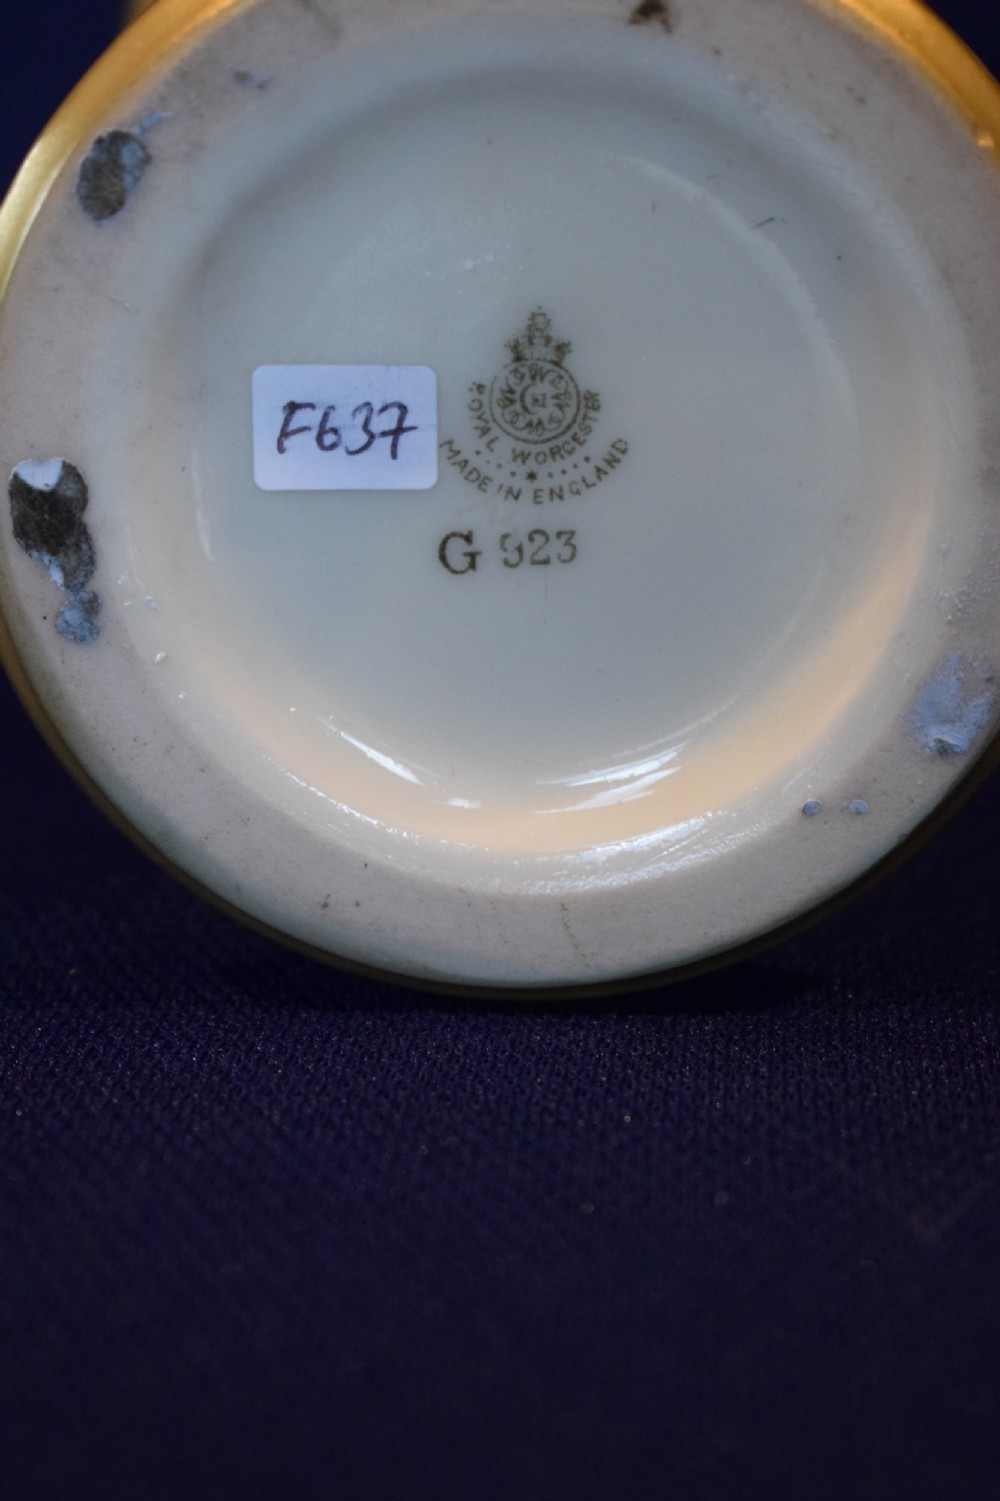 F637
ROYAL WORCESTER
MADE IN ENGLAND
G 923